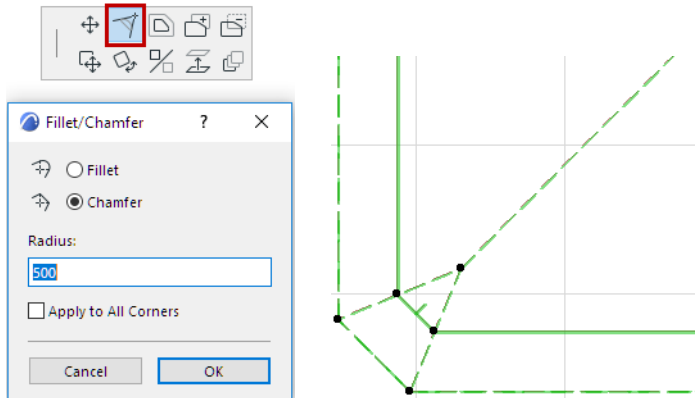 Fillet/Chamfer ? ×
Fillet
Chamfer
Radius:
500
Apply to All Corners
Cancel OK